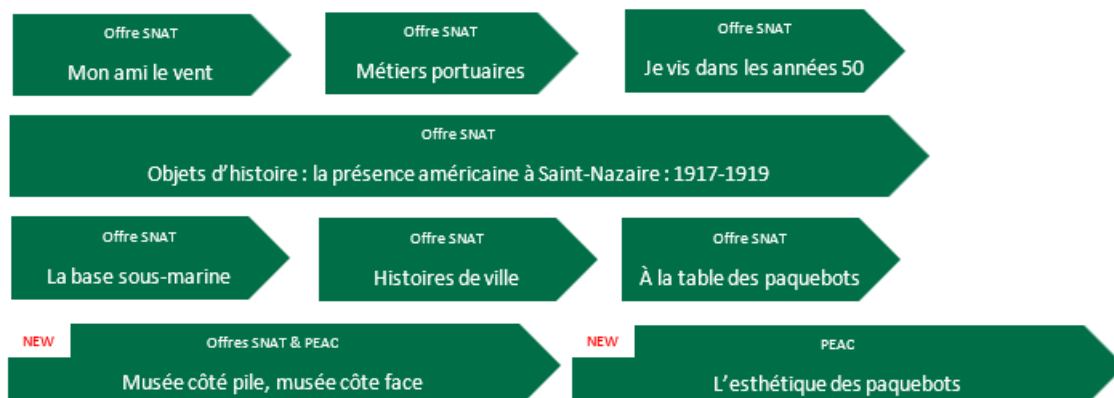 Offre SNAT
Mon ami le vent
Offre SNAT
Métiers portuaires
Offre SNAT
Je vis dans les années 50
Offre SNAT
Objets d'histoire : la présence américaine à Saint-Nazaire : 1917-1919
Offre SNAT
La base sous-marine
Offre SNAT
Histoires de ville
Offre SNAT
À la table des paquebots
NEW
Offres SNAT & PEAC
Musée côté pile, musée côte face
NEW
PEAC
L'esthétique des paquebots